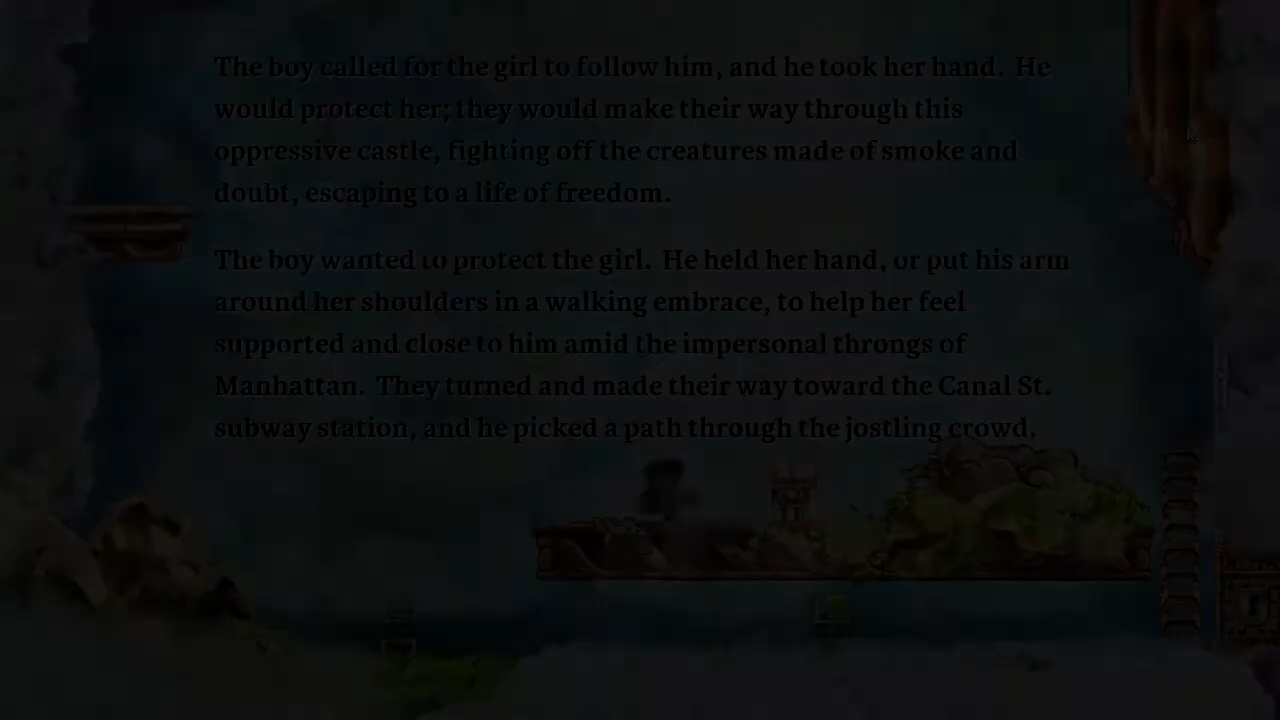 The boy called for the girl to follow him, and he took her hand. He
would protect her; they would make their way through this
oppressive castle, fighting off the creatures made of smoke and
doubt, escaping to a life of freedom.
The boy wanted to protect the girl. He held her hand, or put his arm
around her shoulders in a walking embrace, to help her feel
supported and close to him amid the impersonal throngs of
Manhattan. They turned and made their way toward the Canal St.
subway station, and he picked a path through the jostling crowd.